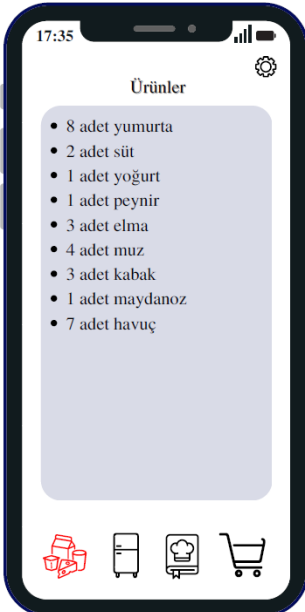 17:35
Ürünler
• 8 adet yumurta
• 2 adet süt
• 1 adet yoğurt
• 1 adet peynir
• 3 adet elma
• 4 adet muz
• 3 adet kabak
• 1 adet maydanoz
• 7 adet havuç